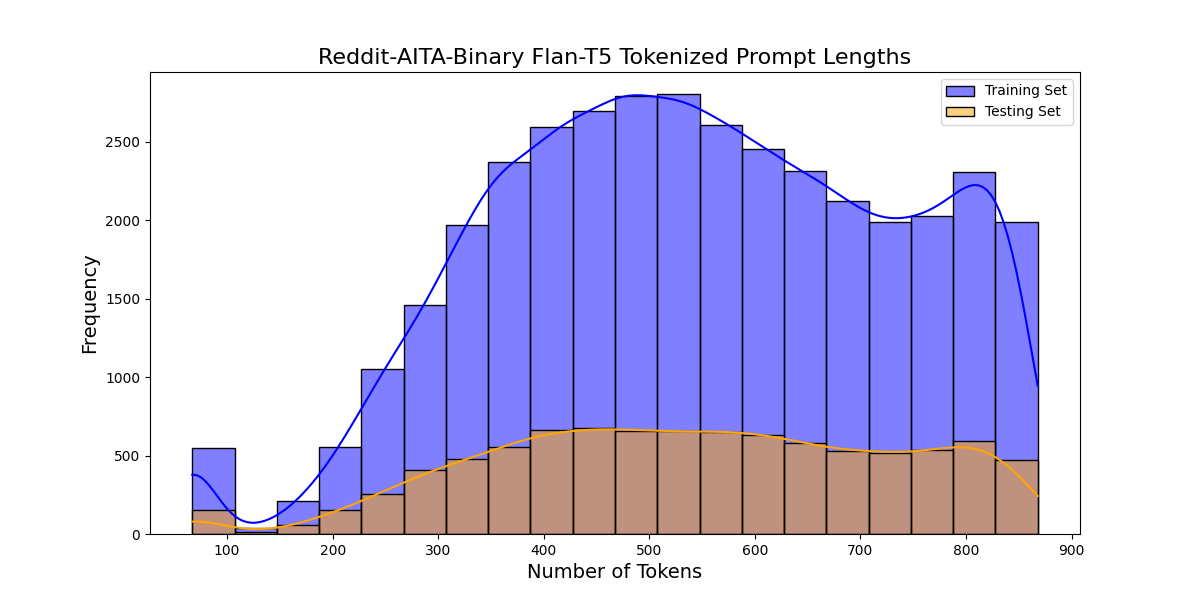 Reddit-AITA-Binary Flan-T5 Tokenized Prompt Lengths
Training Set
Testing Set
Frequency
2500
2000
1500
1000
500
0
100 200 300 400 500 600 700 800 900
Number of Tokens